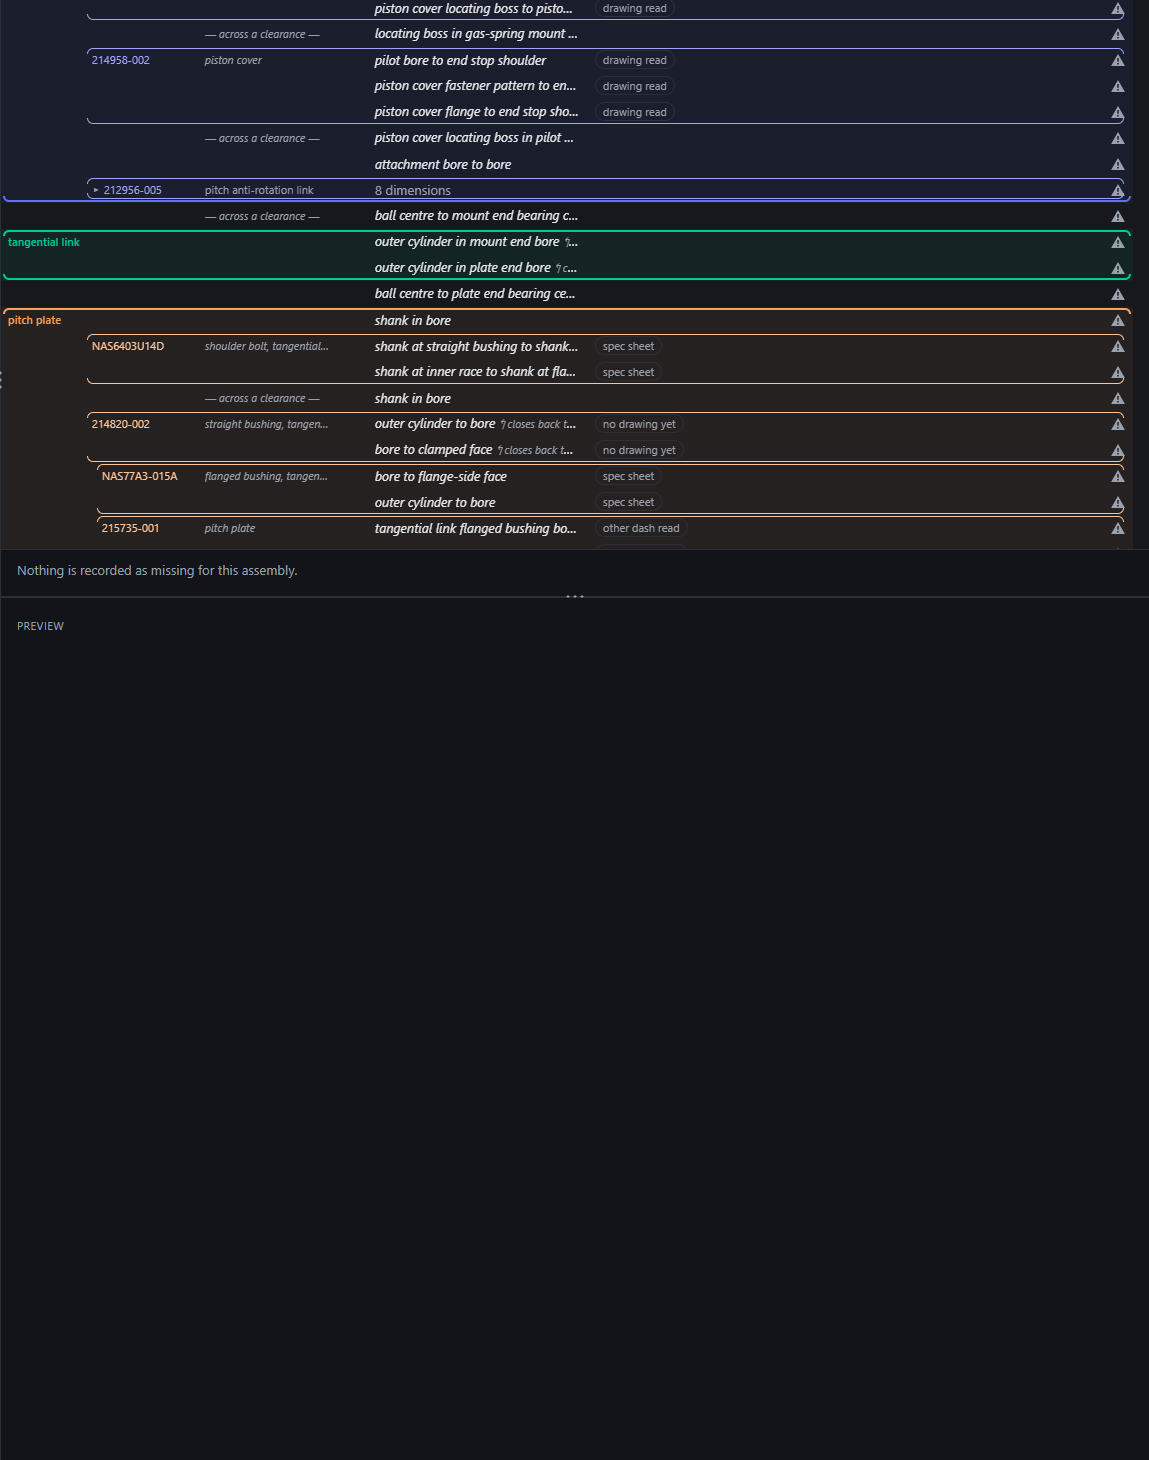 piston cover locating boss to pisto... drawing read
— across a clearance — locating boss in gas-spring mount ...
214958-002 piston cover pilot bore to end stop shoulder drawing read
piston cover fastener pattern to en... drawing read
piston cover flange to end stop sho... drawing read
— across a clearance — piston cover locating boss in pilot ...
attachment bore to bore
▸ 212956-005 pitch anti-rotation link 8 dimensions
— across a clearance — ball centre to mount end bearing c...
tangential link outer cylinder in mount end bore ↰...
outer cylinder in plate end bore ↰c...
ball centre to plate end bearing ce...
pitch plate shank in bore
NAS6403U14D shoulder bolt, tangential... shank at straight bushing to shank... spec sheet
shank at inner race to shank at fla... spec sheet
— across a clearance — shank in bore
214820-002 straight bushing, tangen... outer cylinder to bore ↰closes back t... no drawing yet
bore to clamped face ↰closes back t... no drawing yet
NAS77A3-015A flanged bushing, tangen... bore to flange-side face spec sheet
outer cylinder to bore spec sheet
215735-001 pitch plate tangential link flanged bushing bo... other dash read
Nothing is recorded as missing for this assembly.
PREVIEW